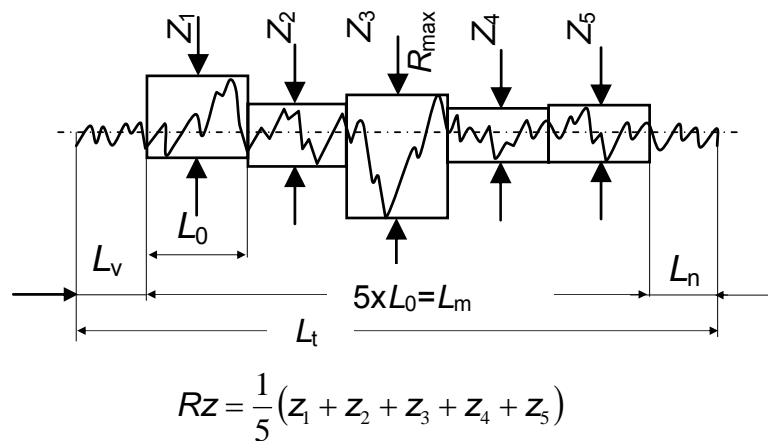 Z₁ Z₂ Z₃ Rmax Z₄ Z₅
L₀
Lv Ln
5xL₀=Lm
Lt
Rz = 1/5 (z₁ + z₂ + z₃ + z₄ + z₅)